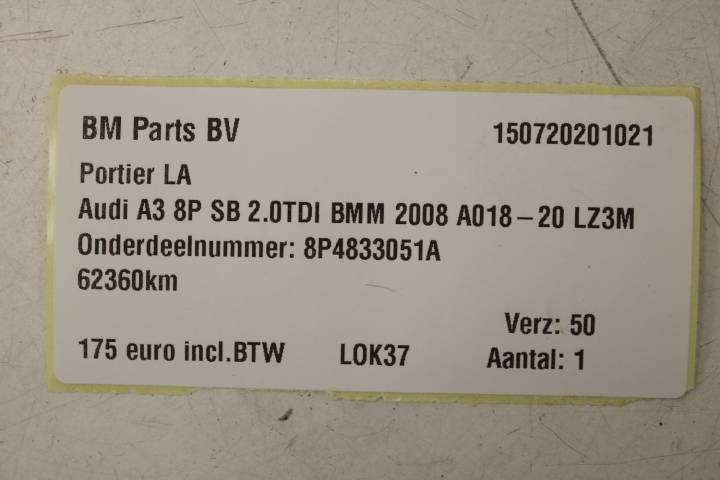 BM Parts BV 150720201021
Portier LA
Audi A3 8P SB 2.0TDI BMM 2008 A018-20 LZ3M
Onderdeelnummer: 8P4833051A
62360km
Verz: 50
175 euro incl.BTW LOK37 Aantal: 1